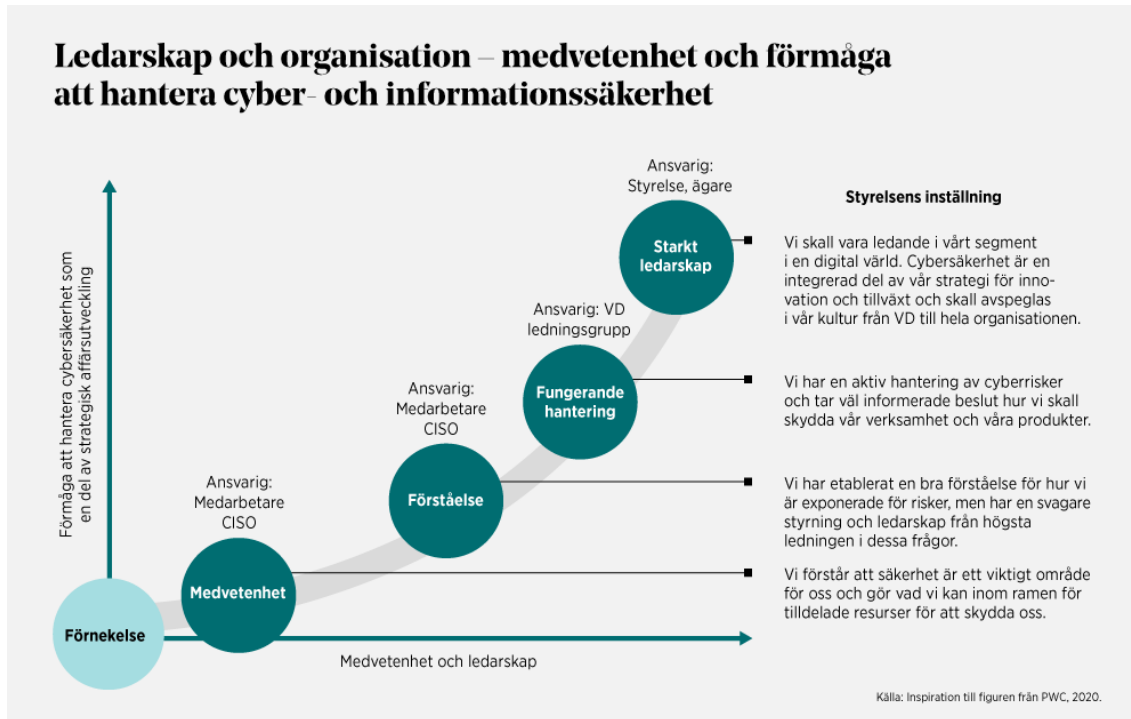 Ledarskap och organisation – medvetenhet och förmåga
att hantera cyber- och informationssäkerhet
Förmåga att hantera cybersäkerhet som
en del av strategisk affärsutveckling
Ansvarig:
Styrelse, ägare
Starkt
ledarskap
Ansvarig: VD
ledningsgrupp
Fungerande
hantering
Ansvarig:
Medarbetare
CISO
Förståelse
Ansvarig:
Medarbetare
CISO
Medvetenhet
Förnekelse
Medvetenhet och ledarskap
Styrelsens inställning
Vi skall vara ledande i vårt segment
i en digital värld. Cybersäkerhet är en
integrerad del av vår strategi för inno-
vation och tillväxt och skall avspeglas
i vår kultur från VD till hela organisationen.
Vi har en aktiv hantering av cyberrisker
och tar väl informerade beslut hur vi skall
skydda vår verksamhet och våra produkter.
Vi har etablerat en bra förståelse för hur vi
är exponerade för risker, men har en svagare
styrning och ledarskap från högsta
ledningen i dessa frågor.
Vi förstår att säkerhet är ett viktigt område
för oss och gör vad vi kan inom ramen för
tilldelade resurser för att skydda oss.
Källa: Inspiration till figuren från PWC, 2020.